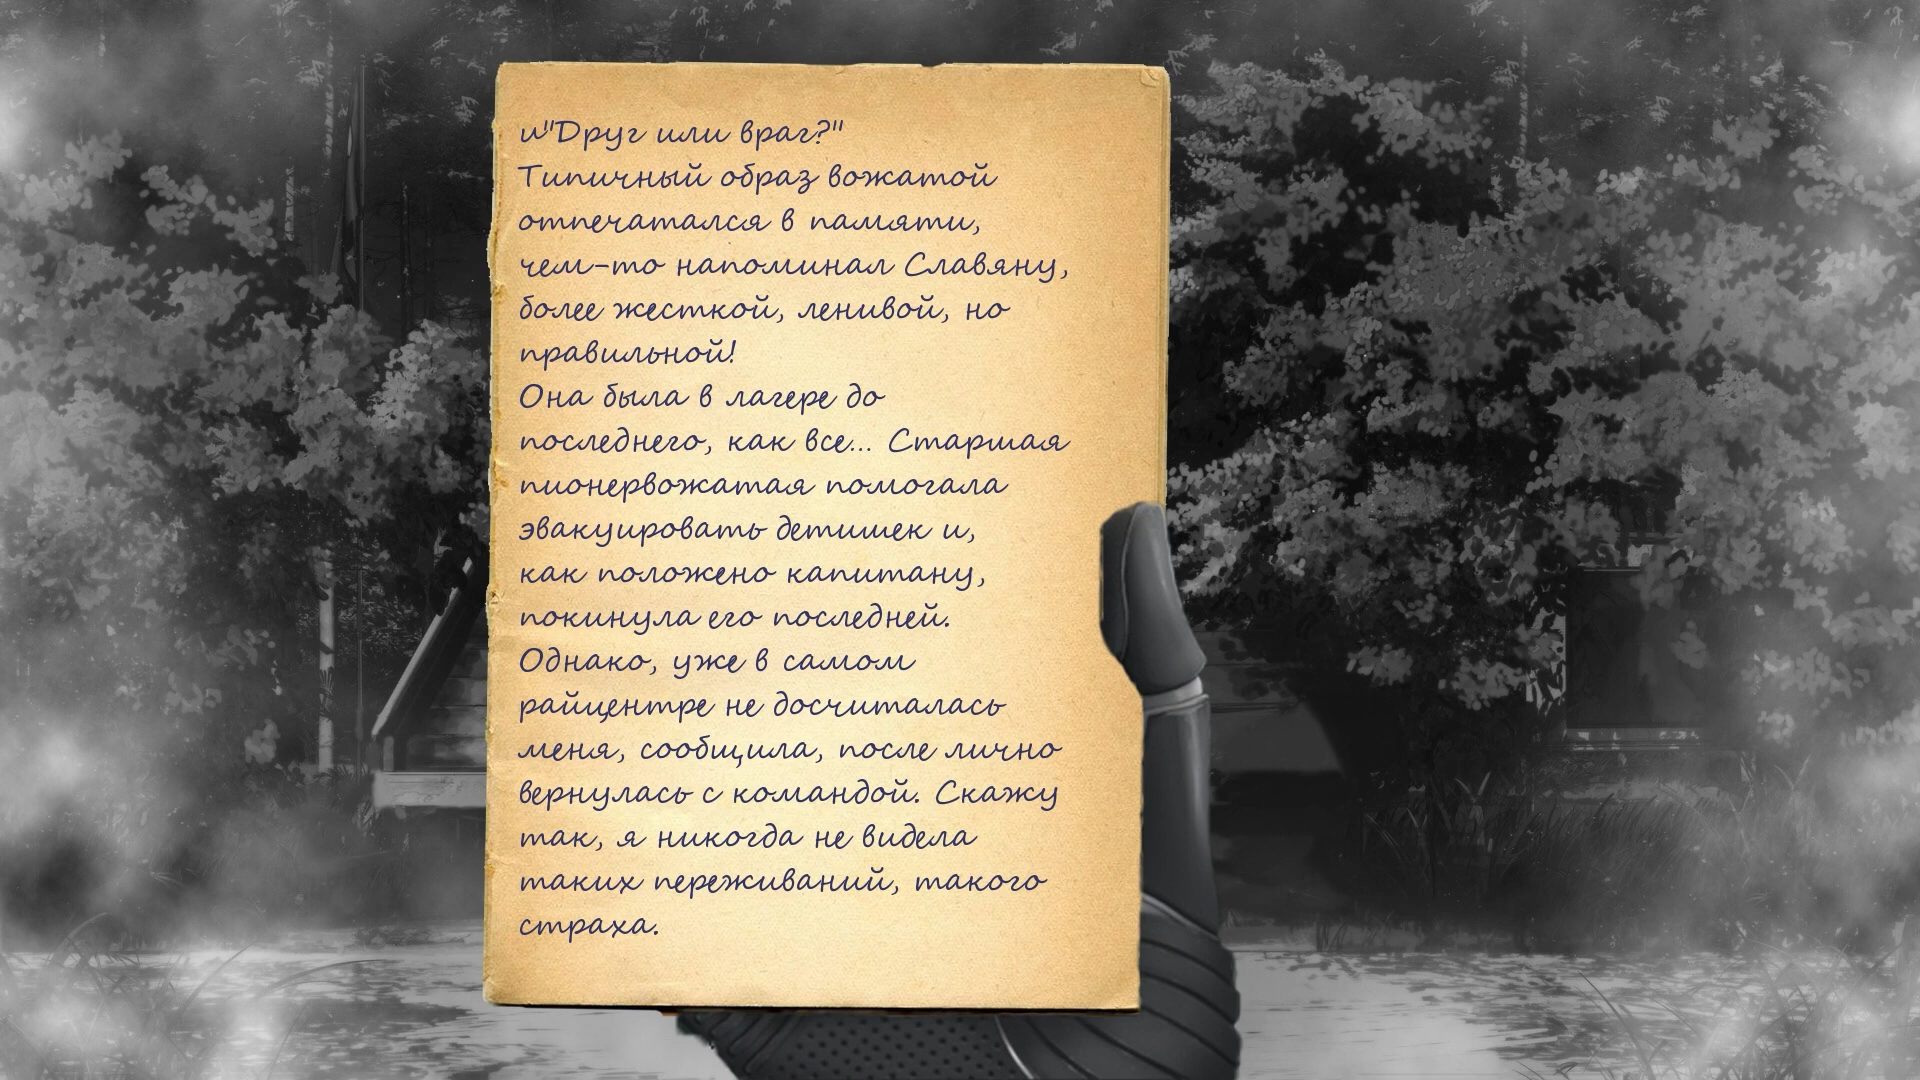 и"Друг или враг?"
Типичный образ вожатой
отпечатался в памяти,
чем-то напоминал Славяну,
более жесткой, ленивой, но
правильной!
Она была в лагере до
последнего, как все... Старшая
пионервожатая помогала
эвакуировать детишек и,
как положено капитану,
покинула его последней.
Однако, уже в самом
райцентре не досчиталась
меня, сообщила, после лично
вернулась с командой. Скажу
так, я никогда не видела
таких переживаний, такого
страха.